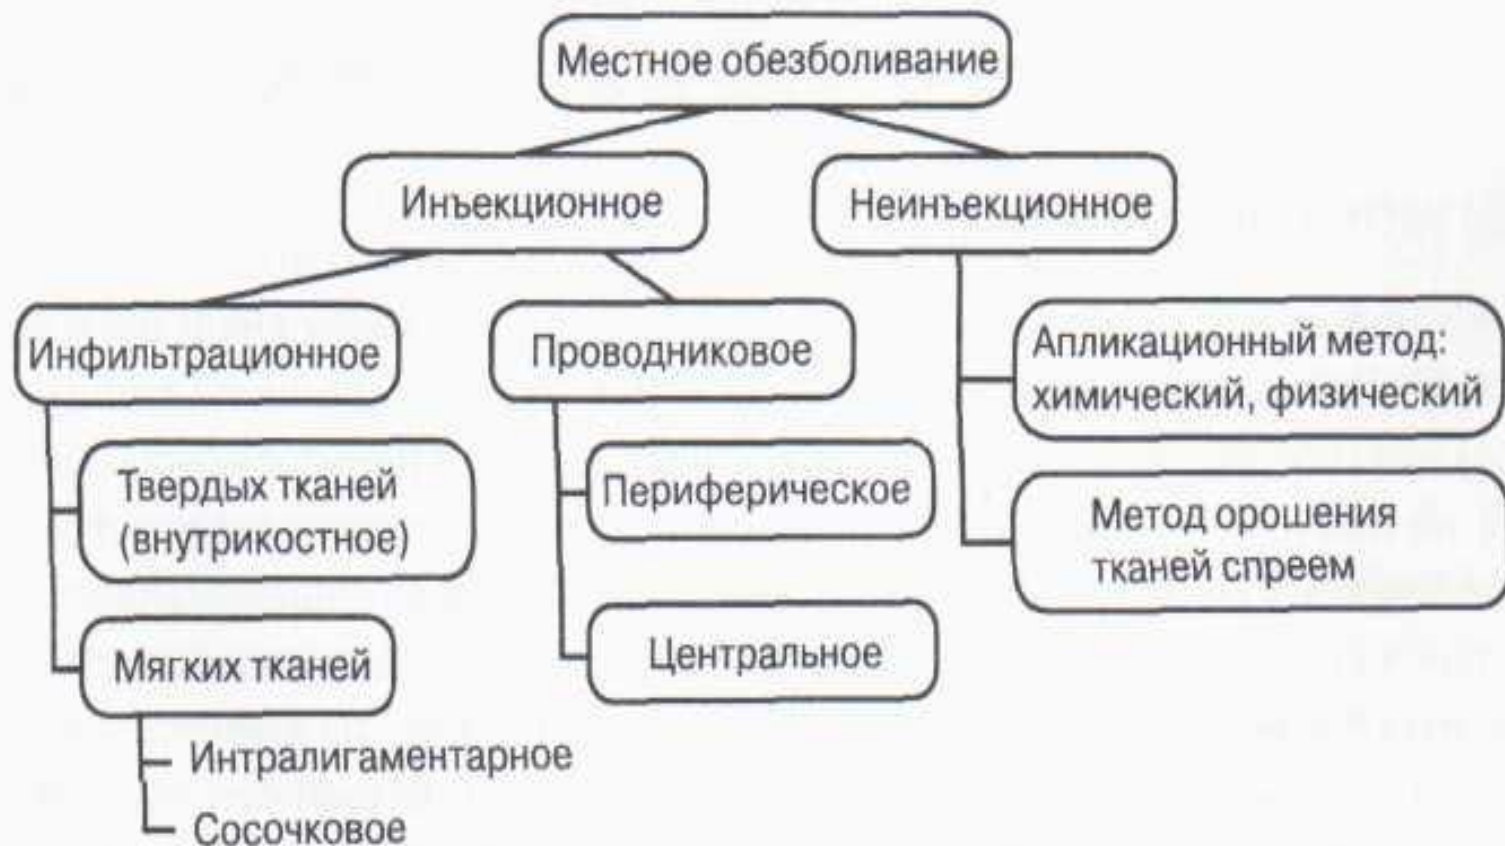 Местное обезболивание
Инъекционное
Неинъекционное
Инфильтрационное
Проводниковое
Апликационный метод:
химический, физический
Твердых тканей
(внутрикостное)
Периферическое
Метод орошения
тканей спреем
Мягких тканей
Центральное
Интралигаментарное
Сосочковое